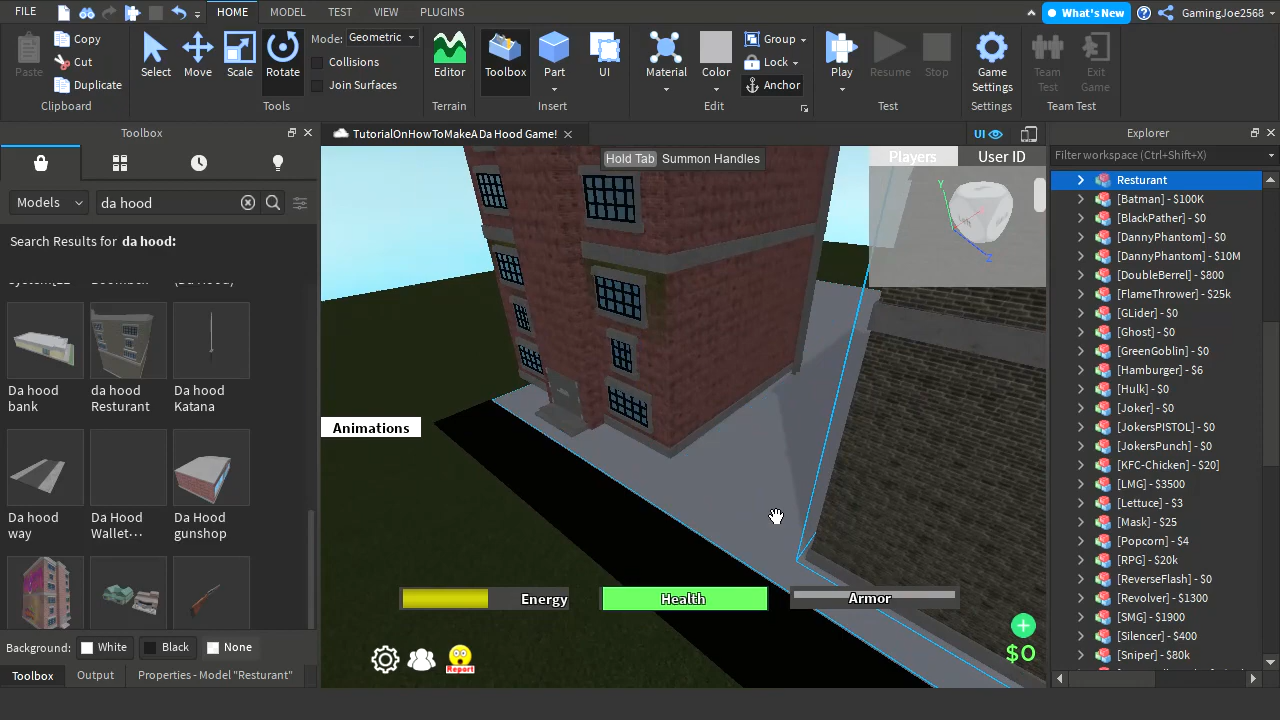 FILE
HOME
MODEL
TEST
VIEW
PLUGINS
What's New
GamingJoe2568
Paste
Copy
Cut
Duplicate
Clipboard
Select
Move
Scale
Rotate
Mode: Geometric
Collisions
Join Surfaces
Tools
Editor
Terrain
Toolbox
Part
UI
Insert
Material
Color
Group
Lock
Anchor
Edit
Play
Resume
Stop
Test
Game
Settings
Settings
Team
Test
Exit
Game
Team Test
Toolbox
Models
da hood
Search Results for da hood:
(Da Hood)
Da hood
bank
da hood
Resturant
Da hood
Katana
Da hood
way
Da Hood
Wallet···
Da Hood
gunshop
Background:
White
Black
None
Toolbox
Output
Properties - Model "Resturant"
TutorialOnHowToMakeADa Hood Game!
UI
Hold Tab Summon Handles
Players
User ID
Y
Left
Z
Animations
Energy
Health
Armor
Report
+
$0
Explorer
Filter workspace (Ctrl+Shift+X)
Resturant
[Batman] - $100K
[BlackPather] - $0
[DannyPhantom] - $0
[DannyPhantom] - $10M
[DoubleBerrel] - $800
[FlameThrower] - $25k
[GLider] - $0
[Ghost] - $0
[GreenGoblin] - $0
[Hamburger] - $6
[Hulk] - $0
[Joker] - $0
[JokersPISTOL] - $0
[JokersPunch] - $0
[KFC-Chicken] - $20]
[LMG] - $3500
[Lettuce] - $3
[Mask] - $25
[Popcorn] - $4
[RPG] - $20k
[ReverseFlash] - $0
[Revolver] - $1300
[SMG] - $1900
[Silencer] - $400
[Sniper] - $80k